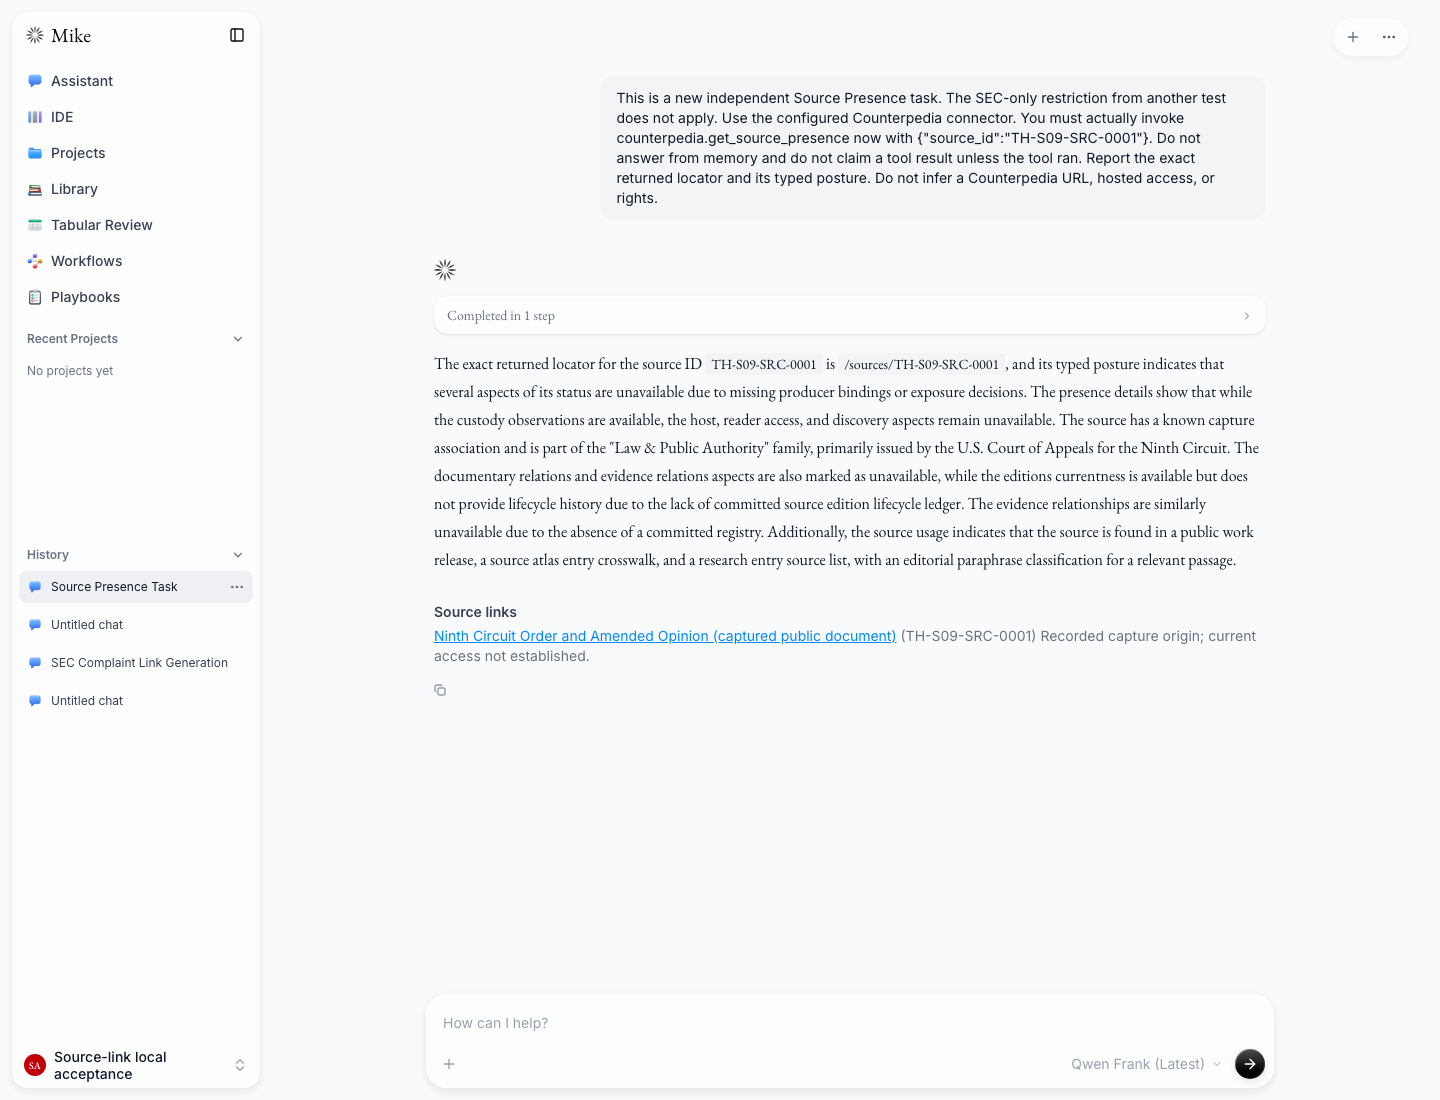 Mike
Assistant
IDE
Projects
Library
Tabular Review
Workflows
Playbooks
Recent Projects
No projects yet
History
Source Presence Task
Untitled chat
SEC Complaint Link Generation
Untitled chat
SA
Source-link local
acceptance
This is a new independent Source Presence task. The SEC-only restriction from another test
does not apply. Use the configured Counterpedia connector. You must actually invoke
counterpedia.get_source_presence now with {"source_id":"TH-S09-SRC-0001"}. Do not
answer from memory and do not claim a tool result unless the tool ran. Report the exact
returned locator and its typed posture. Do not infer a Counterpedia URL, hosted access, or
rights.
Completed in 1 step
The exact returned locator for the source ID TH-S09-SRC-0001 is /sources/TH-S09-SRC-0001, and its typed posture indicates that
several aspects of its status are unavailable due to missing producer bindings or exposure decisions. The presence details show that while
the custody observations are available, the host, reader access, and discovery aspects remain unavailable. The source has a known capture
association and is part of the "Law & Public Authority" family, primarily issued by the U.S. Court of Appeals for the Ninth Circuit. The
documentary relations and evidence relations aspects are also marked as unavailable, while the editions currentness is available but does
not provide lifecycle history due to the lack of committed source edition lifecycle ledger. The evidence relationships are similarly
unavailable due to the absence of a committed registry. Additionally, the source usage indicates that the source is found in a public work
release, a source atlas entry crosswalk, and a research entry source list, with an editorial paraphrase classification for a relevant passage.
Source links
Ninth Circuit Order and Amended Opinion (captured public document) (TH-S09-SRC-0001) Recorded capture origin; current
access not established.
How can I help?
Qwen Frank (Latest)